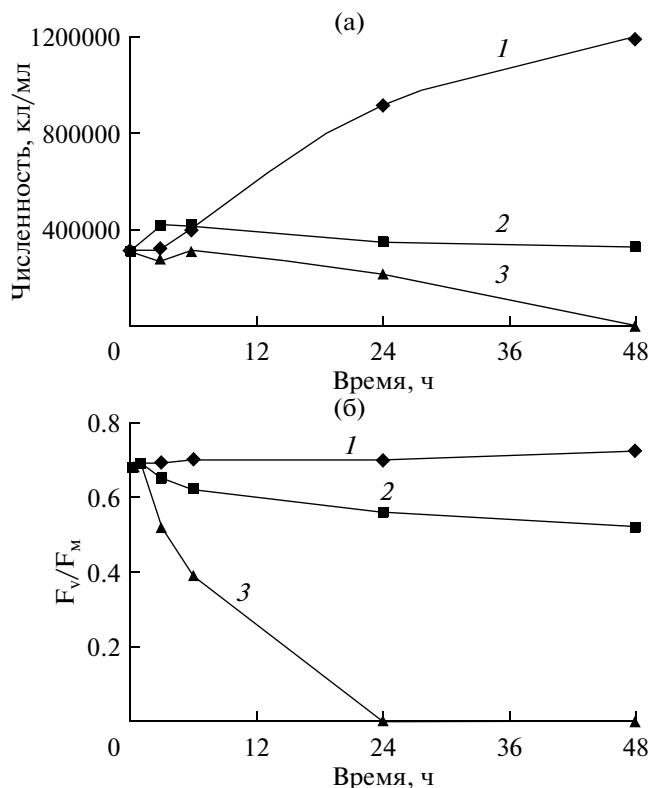 (а)
Численность, кл/мл
1200000
800000
400000
1
2
3
0 12 24 36 48
Время, ч
(б)
F_v/F_м
0.8
0.6
0.4
0.2
1
2
3
0 12 24 36 48
Время, ч